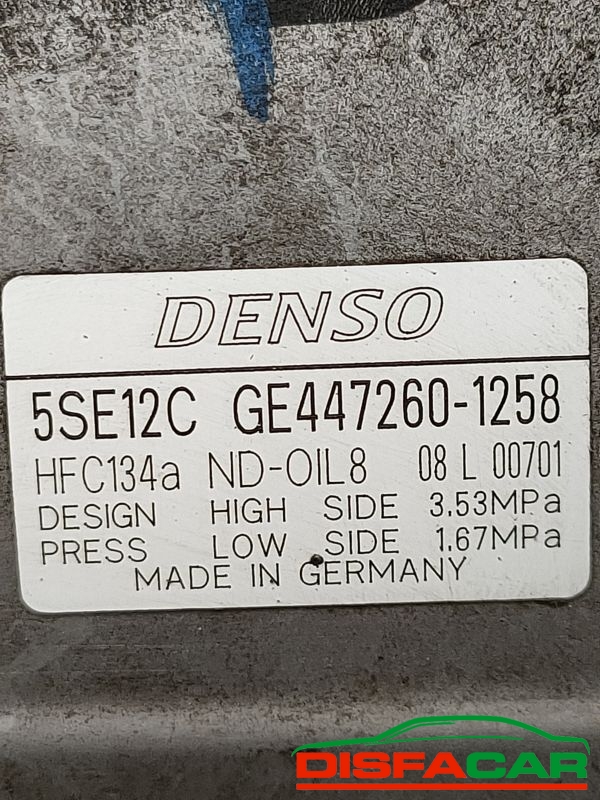 DENSO
5SE12C GE447260-1258
HFC134a ND-OIL8 08 L 00701
DESIGN HIGH SIDE 3.53MPa
PRESS LOW SIDE 1.67MPa
MADE IN GERMANY
DISFACAR